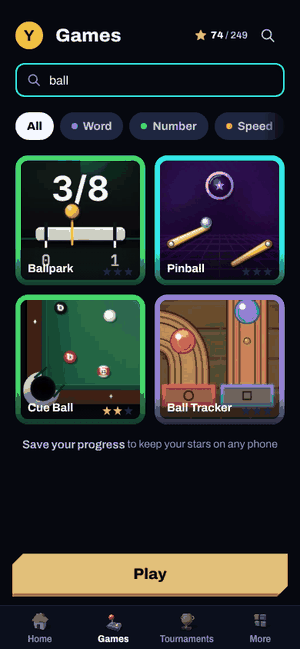 Y Games 74 / 249
ball
All Word Number Speed
3/8
0 1
Ballpark
Pinball
Cue Ball
Ball Tracker
Save your progress to keep your stars on any phone
Play
Home Games Tournaments More